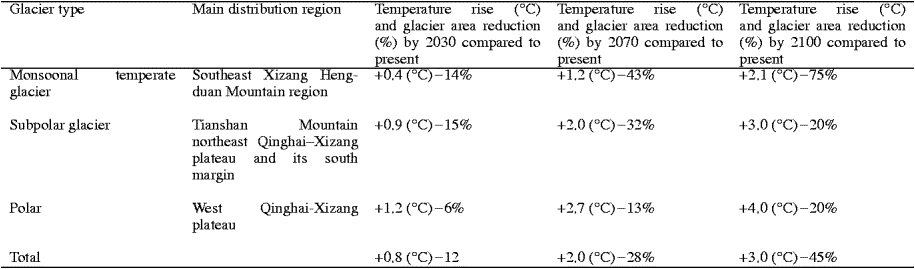 Glacier type Main distribution region Temperature rise (°C) Temperature rise (°C) Temperature rise (°C)
and glacier area reduction and glacier area reduction and glacier area reduction
(%) by 2030 compared to (%) by 2070 compared to (%) by 2100 compared to
present present present
Monsoonal temperate Southeast Xizang Heng- +0,4 (°C)−14% +1,2 (°C)−43% +2,1 (°C)−75%
glacier duan Mountain region
Subpolar glacier Tianshan Mountain +0.9 (°C)−15% +2,0 (°C)−32% +3,0 (°C)−20%
northeast Qinghai–Xizang
plateau and its south
margin
Polar West Qinghai-Xizang +1,2 (°C)−6% +2,7 (°C)−13% +4,0 (°C)−20%
plateau
Total +0,8 (°C)−12 +2,0 (°C)−28% +3,0 (°C)−45%